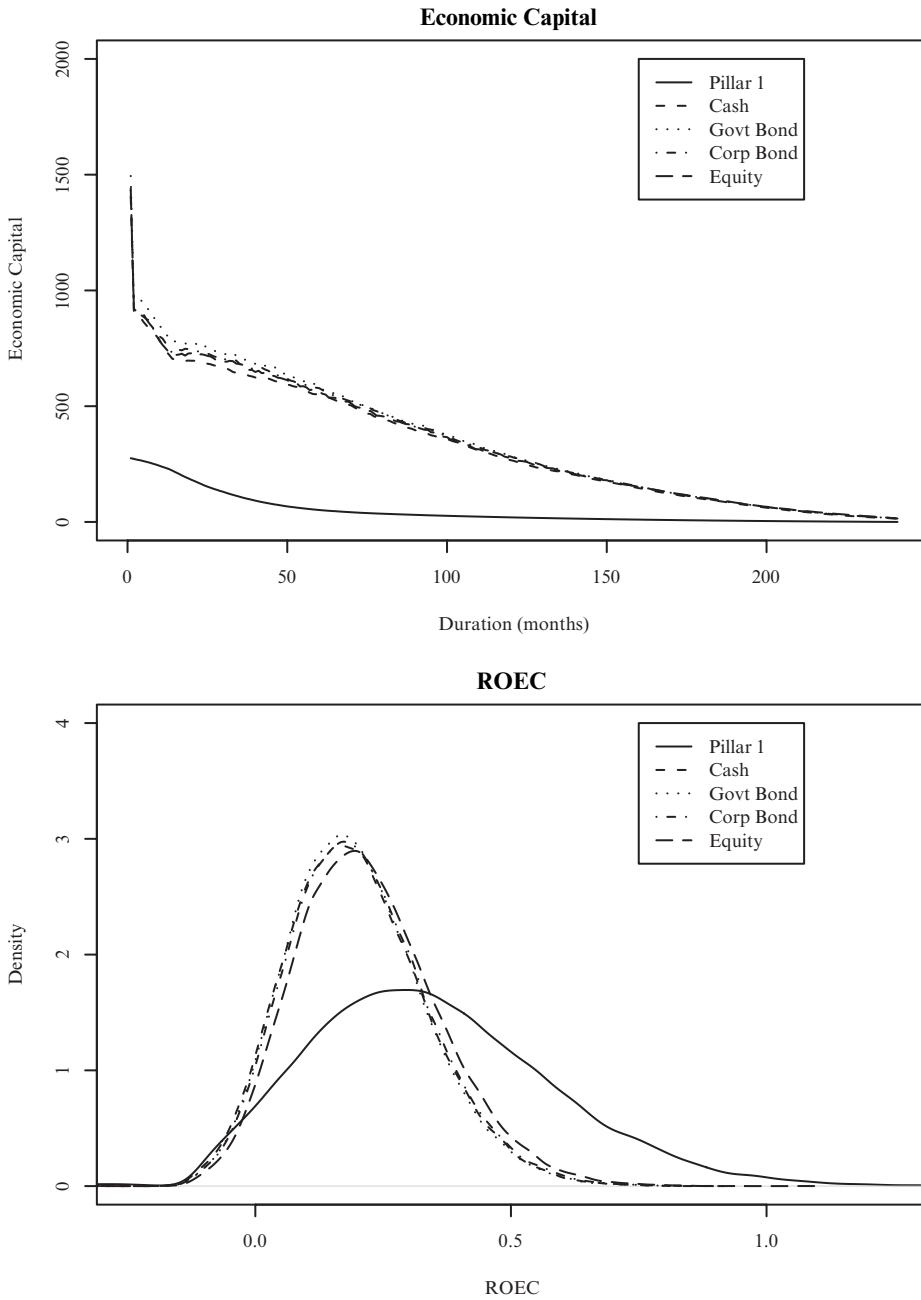 Economic Capital
2000
1500
1000
500
0
Economic Capital
Pillar 1
Cash
Govt Bond
Corp Bond
Equity
0 50 100 150 200
Duration (months)
ROEC
4
3
2
1
0
Density
Pillar 1
Cash
Govt Bond
Corp Bond
Equity
0.0 0.5 1.0
ROEC